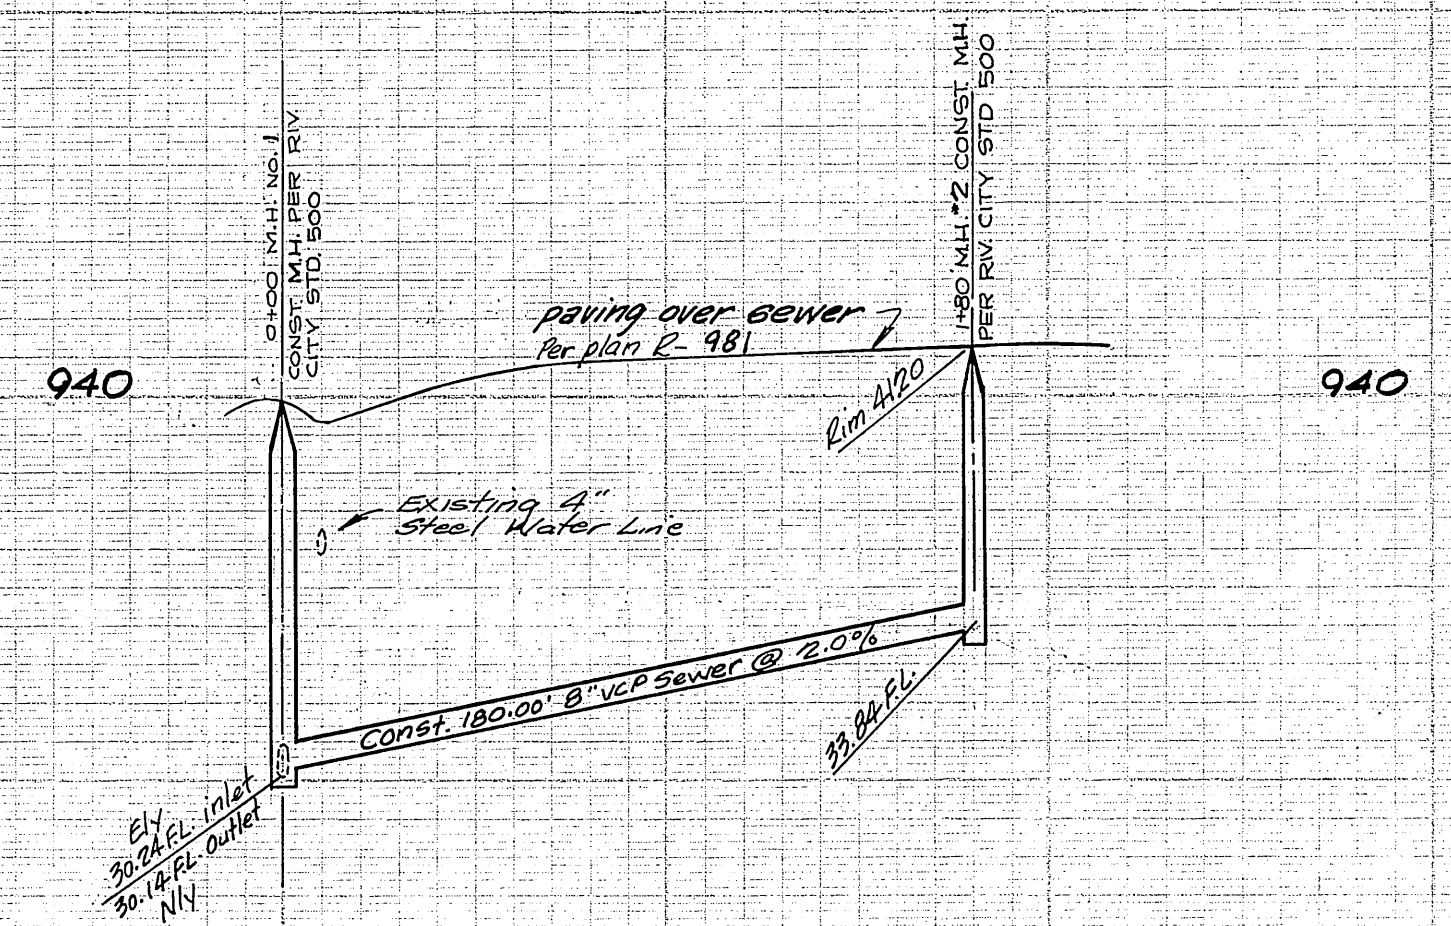 0+00 M.H. NO. 1
CONST. M.H. PER RIV.
CITY STD. 500
1+80 M.H. #2 CONST. M.H.
PER RIV. CITY STD 500
paving over sewer
Per plan R-981
940
940
Rim 4120
Existing 4"
Steel Water Line
Const. 180.00' 8" VCP Sewer @ 2.0%
33.84 F.L.
Ely
30.24 F.L. inlet
30.14 F.L. Outlet
Nly